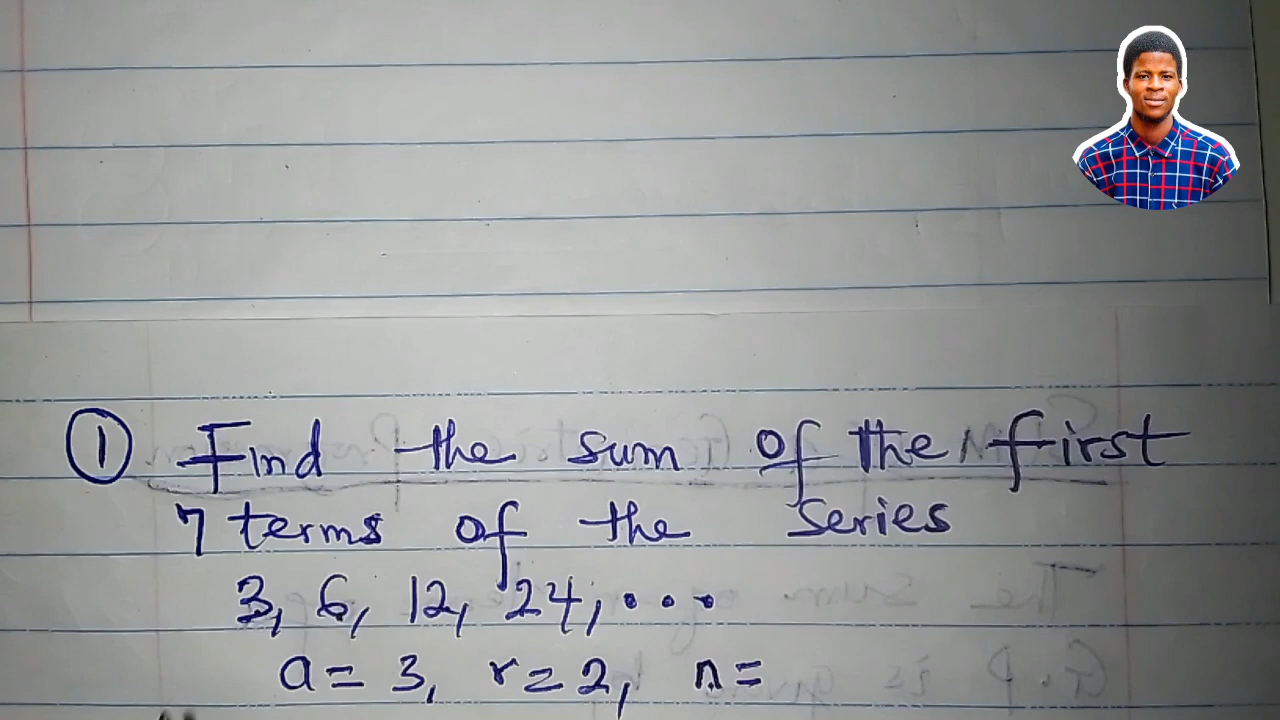 ① Find the sum of the first
7 terms of the series
3, 6, 12, 24, ...
a = 3, r = 2, n =